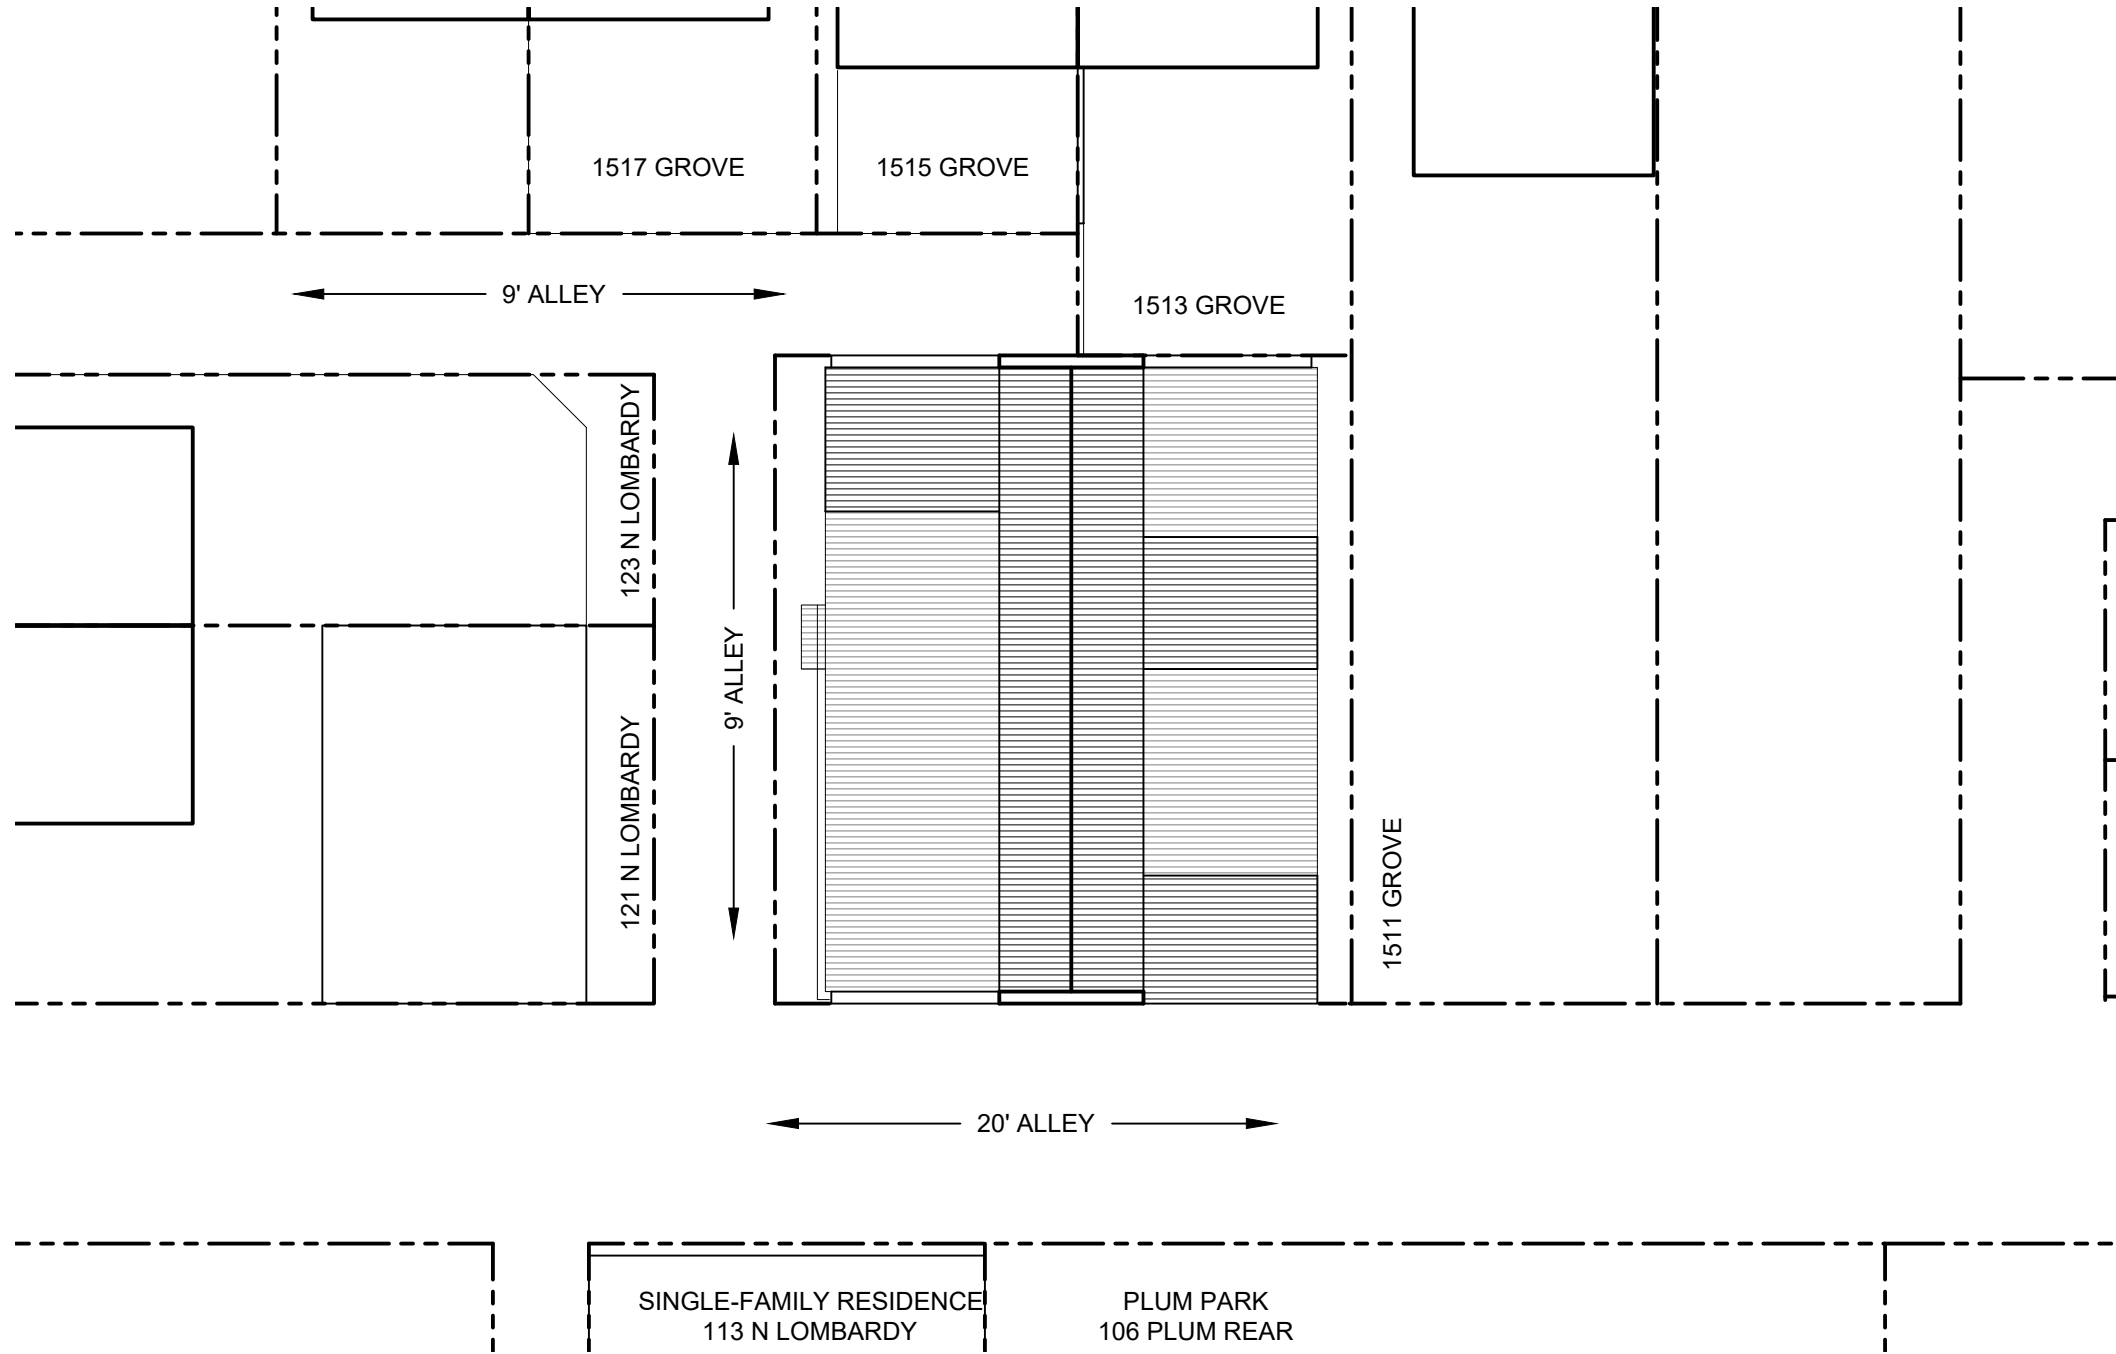 1517 GROVE
1515 GROVE
9' ALLEY
1513 GROVE
123 N LOMBARDY
9' ALLEY
121 N LOMBARDY
1511 GROVE
20' ALLEY
SINGLE-FAMILY RESIDENCE
113 N LOMBARDY
PLUM PARK
106 PLUM REAR